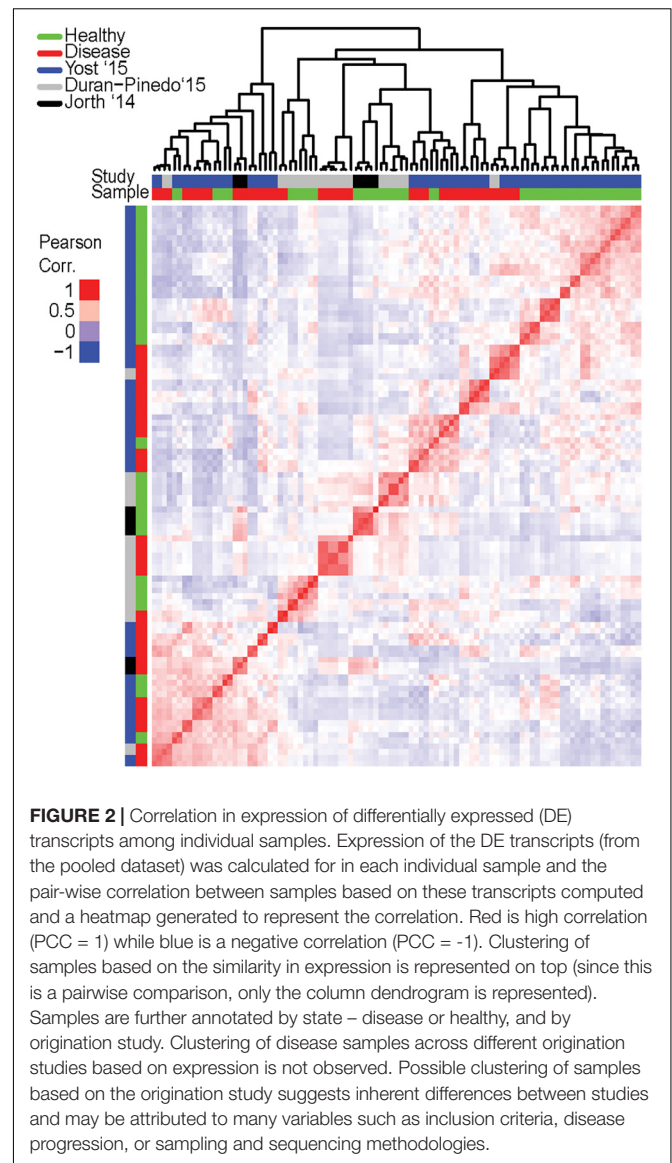 Healthy
Disease
Yost '15
Duran-Pinedo'15
Jorth '14
Study
Sample
Pearson
Corr.
1
0.5
0
-1
FIGURE 2 | Correlation in expression of differentially expressed (DE)
transcripts among individual samples. Expression of the DE transcripts (from
the pooled dataset) was calculated for in each individual sample and the
pair-wise correlation between samples based on these transcripts computed
and a heatmap generated to represent the correlation. Red is high correlation
(PCC = 1) while blue is a negative correlation (PCC = -1). Clustering of
samples based on the similarity in expression is represented on top (since this
is a pairwise comparison, only the column dendrogram is represented).
Samples are further annotated by state – disease or healthy, and by
origination study. Clustering of disease samples across different origination
studies based on expression is not observed. Possible clustering of samples
based on the origination study suggests inherent differences between studies
and may be attributed to many variables such as inclusion criteria, disease
progression, or sampling and sequencing methodologies.